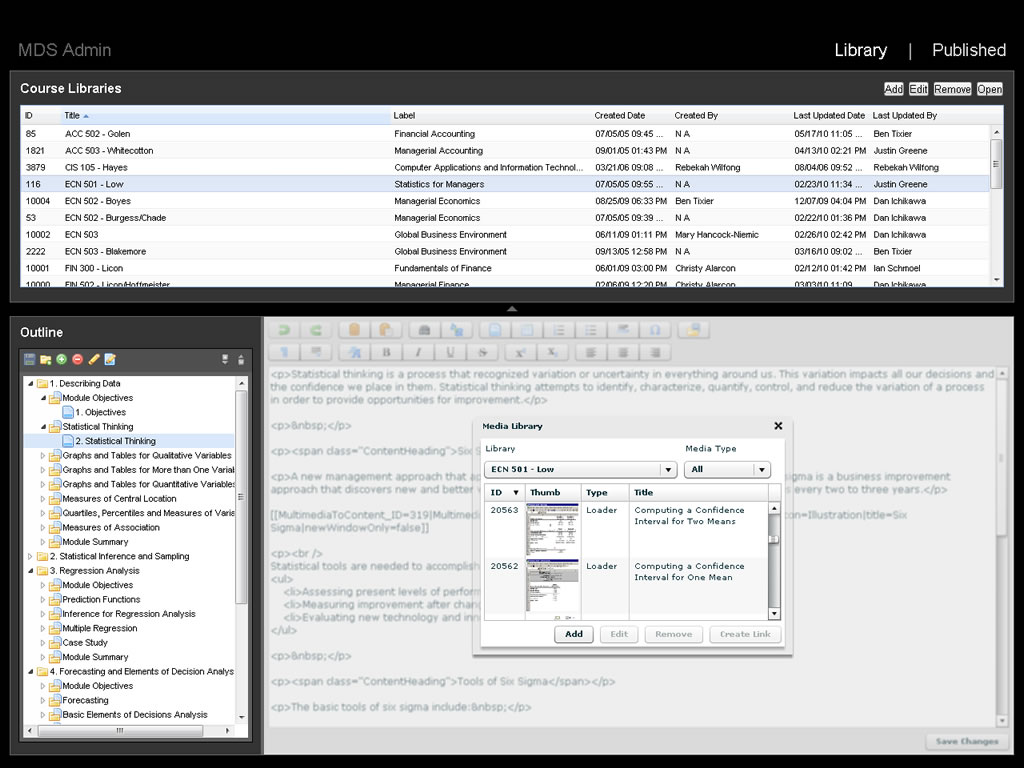 MDS Admin
Library | Published
Course Libraries
Add Edit Remove Open
ID Title Label Created Date Created By Last Updated Date Last Updated By
85 ACC 502 - Golen Financial Accounting 07/05/05 09:45 ... N A 05/17/10 11:05 ... Ben Tixier
1821 ACC 503 - Whitecotton Managerial Accounting 09/01/05 01:43 PM N A 04/13/10 02:21 PM Justin Greene
3879 CIS 105 - Hayes Computer Applications and Information Technol... 03/21/06 09:08 ... Rebekah Wilfong 08/04/06 09:52 ... Rebekah Wilfong
116 ECN 501 - Low Statistics for Managers 07/05/05 09:55 ... N A 02/23/10 11:34 ... Justin Greene
10004 ECN 502 - Boyes Managerial Economics 08/25/09 06:33 PM Ben Tixier 12/07/09 04:04 PM Dan Ichikawa
53 ECN 502 - Burgess/Chade Managerial Economics 07/05/05 09:39 ... N A 02/22/10 01:36 PM Dan Ichikawa
10002 ECN 503 Global Business Environment 06/11/09 01:11 PM Mary Hancock-Niemic 02/26/10 02:42 PM Dan Ichikawa
2222 ECN 503 - Blakemore Global Business Environment 09/13/05 12:58 PM N A 03/16/10 09:02 ... Ben Tixier
10001 FIN 300 - Licon Fundamentals of Finance 06/01/09 03:00 PM Christy Alarcon 02/12/10 01:42 PM Ian Schmoel
10000 FIN 502 - Licon/Hoffmeister Managerial Finance 02/06/09 12:20 PM Christy Alarcon 03/03/10 11:09 Dan Ichikawa
Outline
1. Describing Data
Module Objectives
1. Objectives
Statistical Thinking
2. Statistical Thinking
Graphs and Tables for Qualitative Variables
Graphs and Tables for More than One Varial
Graphs and Tables for Quantitative Variables
Measures of Central Location
Quartiles, Percentiles and Measures of Varia
Measures of Association
Module Summary
2. Statistical Inference and Sampling
3. Regression Analysis
Module Objectives
Prediction Functions
Inference for Regression Analysis
Multiple Regression
Case Study
Module Summary
4. Forecasting and Elements of Decision Analys
Module Objectives
Forecasting
Basic Elements of Decisions Analysis
B I U S
<p>Statistical thinking is a process that recognized variation or uncertainty in everything around us. This variation impacts all our decisions and
the confidence we place in them. Statistical thinking attempts to identify, characterize, quantify, control, and reduce the variation of a process
in order to provide opportunities for improvement.</p>
<p>&nbsp;</p>
<p><span class="ContentHeading">Six S
<p>A new management approach that ap sigma is a business improvement
approach that discovers new and better every two to three years.</p>
[[MultimediaToContent_ID=319|Multimed con=Illustration|title=Six
Sigma|newWindowOnly=false]]
<p><br />
Statistical tools are needed to accomplish
<ul>
<li>Assessing present levels of perform
<li>Measuring improvement after chang
<li>Evaluating new technology and inn
</ul>
<p>&nbsp;</p>
<p><span class="ContentHeading">Tools of Six Sigma</span></p>
<p>The basic tools of six sigma include:&nbsp;</p>
Save Changes
Media Library
Library Media Type
ECN 501 - Low All
ID Thumb Type Title
20563 Loader Computing a Confidence
Interval for Two Means
20562 Loader Computing a Confidence
Interval for One Mean
Add Edit Remove Create Link